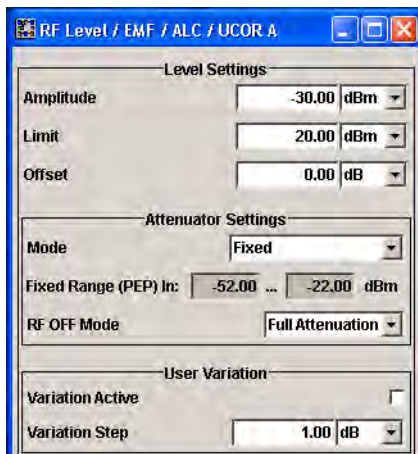 RF Level / EMF / ALC / UCOR A
Level Settings
Amplitude -30.00 dBm
Limit 20.00 dBm
Offset 0.00 dB
Attenuator Settings
Mode Fixed
Fixed Range (PEP) In: -52.00 ... -22.00 dBm
RF OFF Mode Full Attenuation
User Variation
Variation Active
Variation Step 1.00 dB